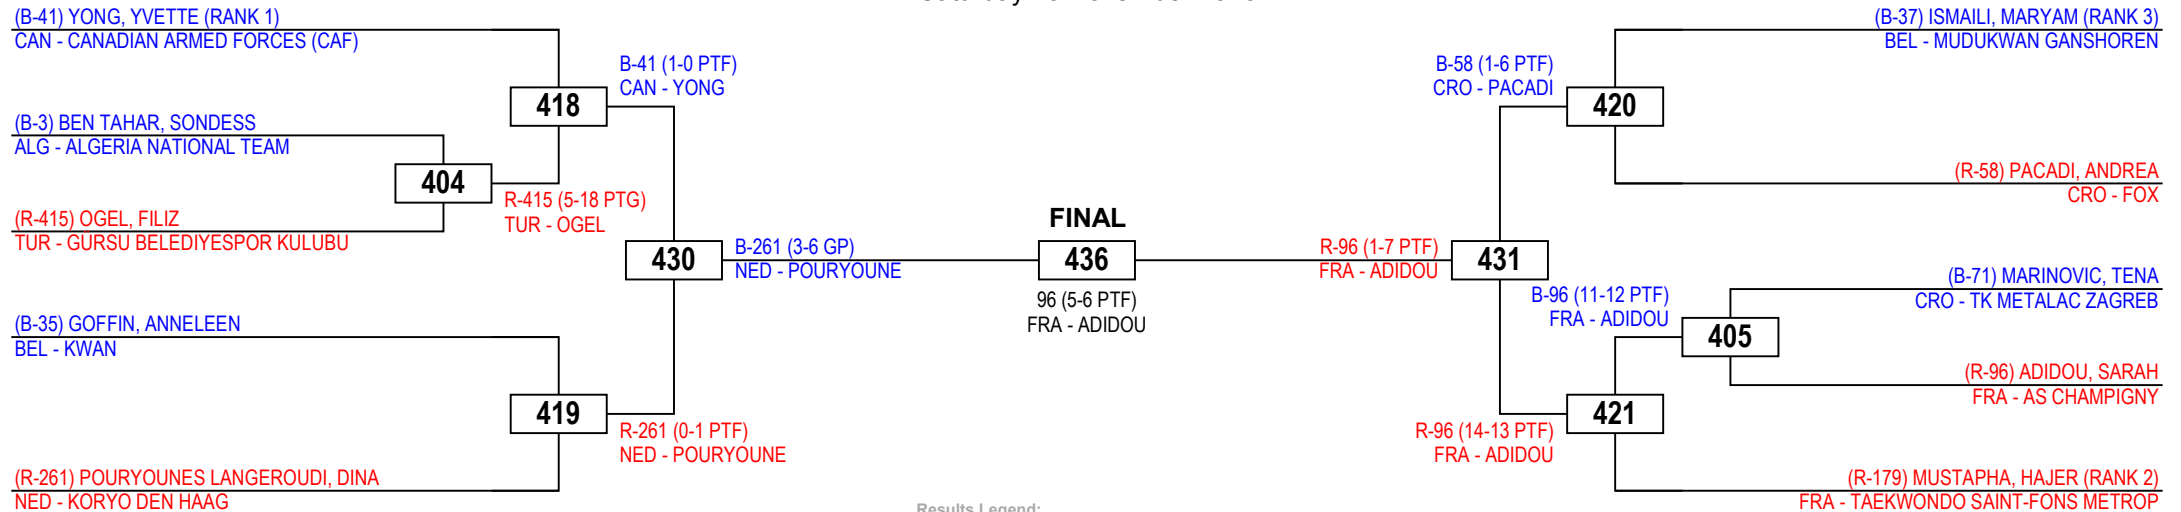 (B-41) YONG, YVETTE (RANK 1)
CAN - CANADIAN ARMED FORCES (CAF)
(B-3) BEN TAHAR, SONDESS
ALG - ALGERIA NATIONAL TEAM
(R-415) OGEL, FILIZ
TUR - GURSU BELEDIYESPOR KULUBU
(B-35) GOFFIN, ANNELEEN
BEL - KWAN
(R-261) POURYOUNES LANGEROUDI, DINA
NED - KORYO DEN HAAG
404
R-415 (5-18 PTG)
TUR - OGEL
418
B-41 (1-0 PTF)
CAN - YONG
419
R-261 (0-1 PTF)
NED - POURYOUNE
430
B-261 (3-6 GP)
NED - POURYOUNE
FINAL
436
96 (5-6 PTF)
FRA - ADIDOU
R-96 (1-7 PTF)
FRA - ADIDOU
431
B-58 (1-6 PTF)
CRO - PACADI
420
B-96 (11-12 PTF)
FRA - ADIDOU
405
R-96 (14-13 PTF)
FRA - ADIDOU
421
(B-37) ISMAILI, MARYAM (RANK 3)
BEL - MUDUKWAN GANSHOREN
(R-58) PACADI, ANDREA
CRO - FOX
(B-71) MARINOVIC, TENA
CRO - TK METALAC ZAGREB
(R-96) ADIDOU, SARAH
FRA - AS CHAMPIGNY
(R-179) MUSTAPHA, HAJER (RANK 2)
FRA - TAEKWONDO SAINT-FONS METROP
Results Legend: